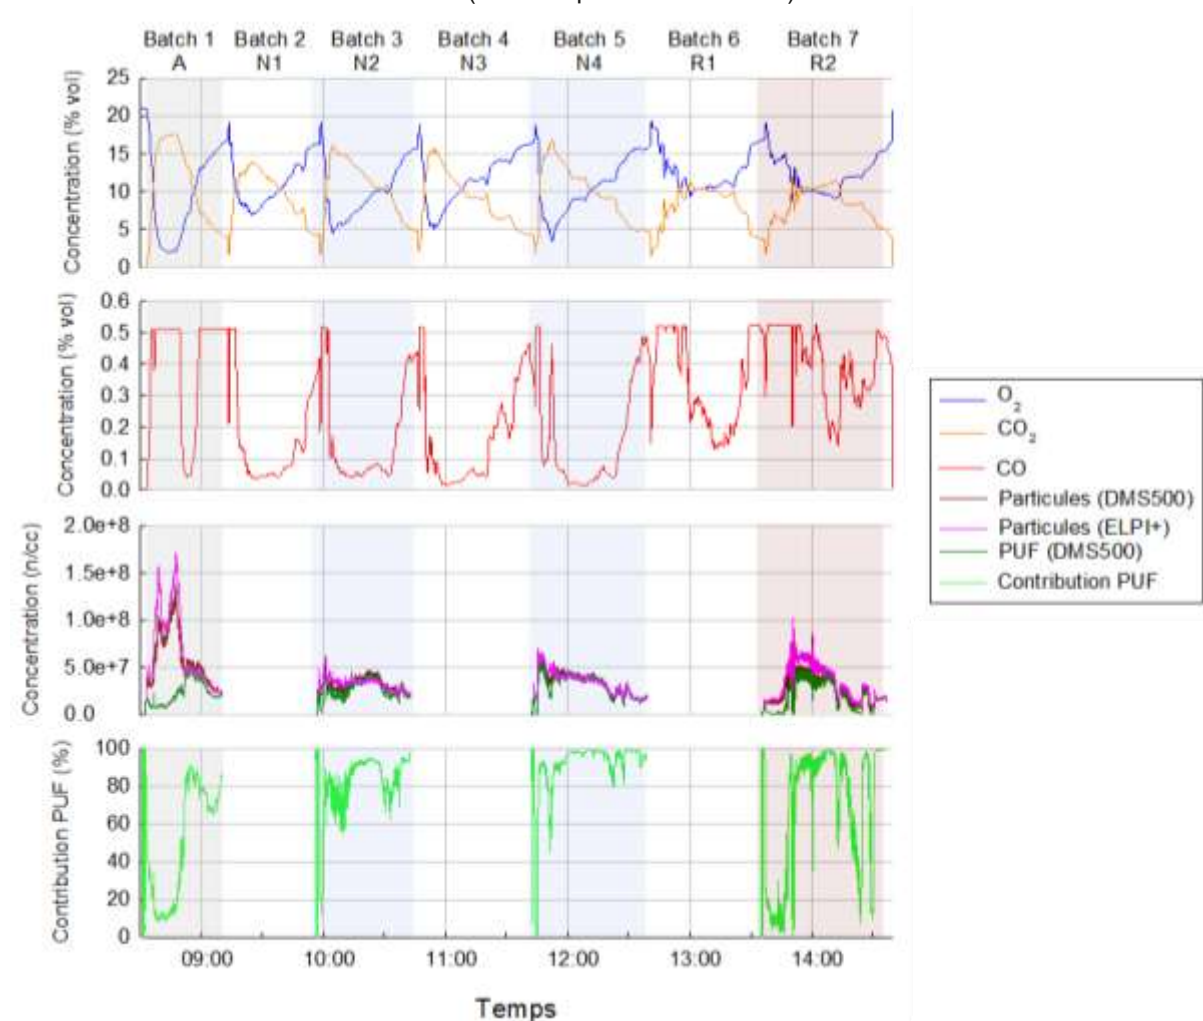 Batch 1 Batch 2 Batch 3 Batch 4 Batch 5 Batch 6 Batch 7
A N1 N2 N3 N4 R1 R2
Concentration (% vol)
25
20
15
10
5
0
Concentration (% vol)
0.6
0.5
0.4
0.3
0.2
0.1
0.0
Concentration (n/cc)
2.0e+8
1.5e+8
1.0e+8
5.0e+7
0.0
Contribution PUF (%)
100
80
60
40
20
0
09:00 10:00 11:00 12:00 13:00 14:00
Temps
O2
CO2
CO
Particules (DMS500)
Particules (ELPI+)
PUF (DMS500)
Contribution PUF